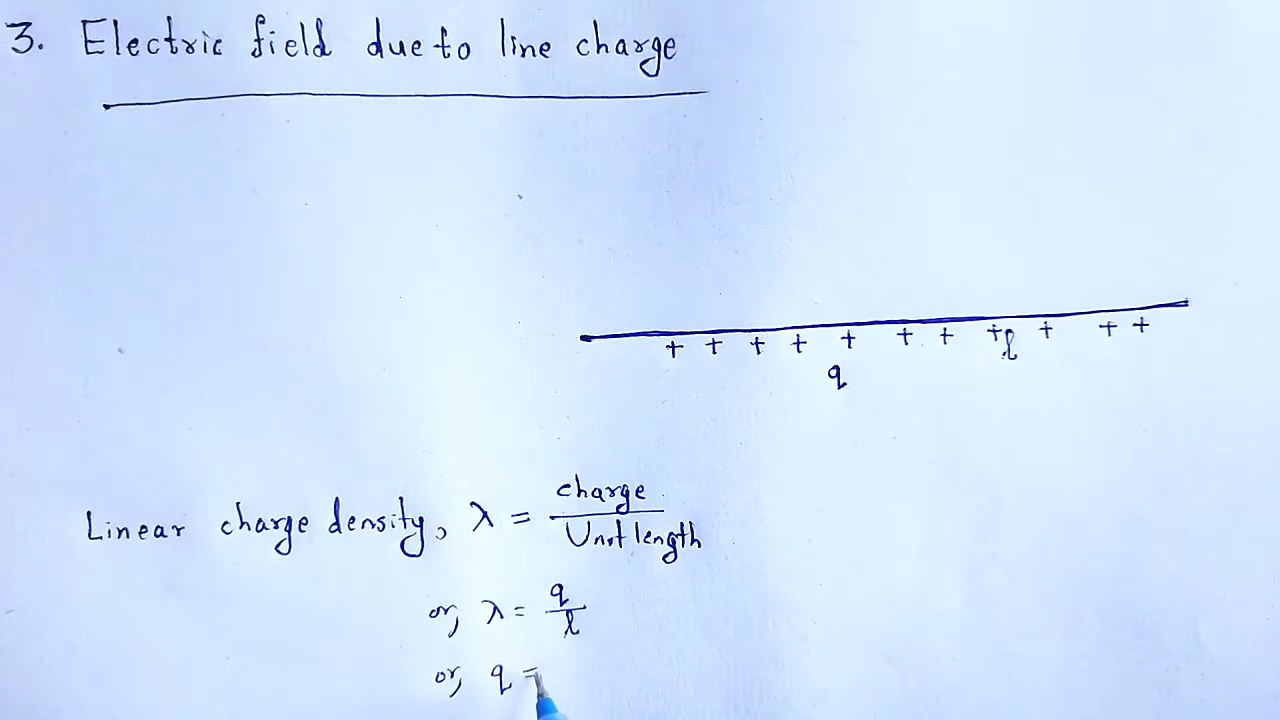 3. Electric field due to line charge
+ + + + + + + + + + +
l
q
Linear charge density, λ = charge / Unit length
or, λ = q / l
or, q =